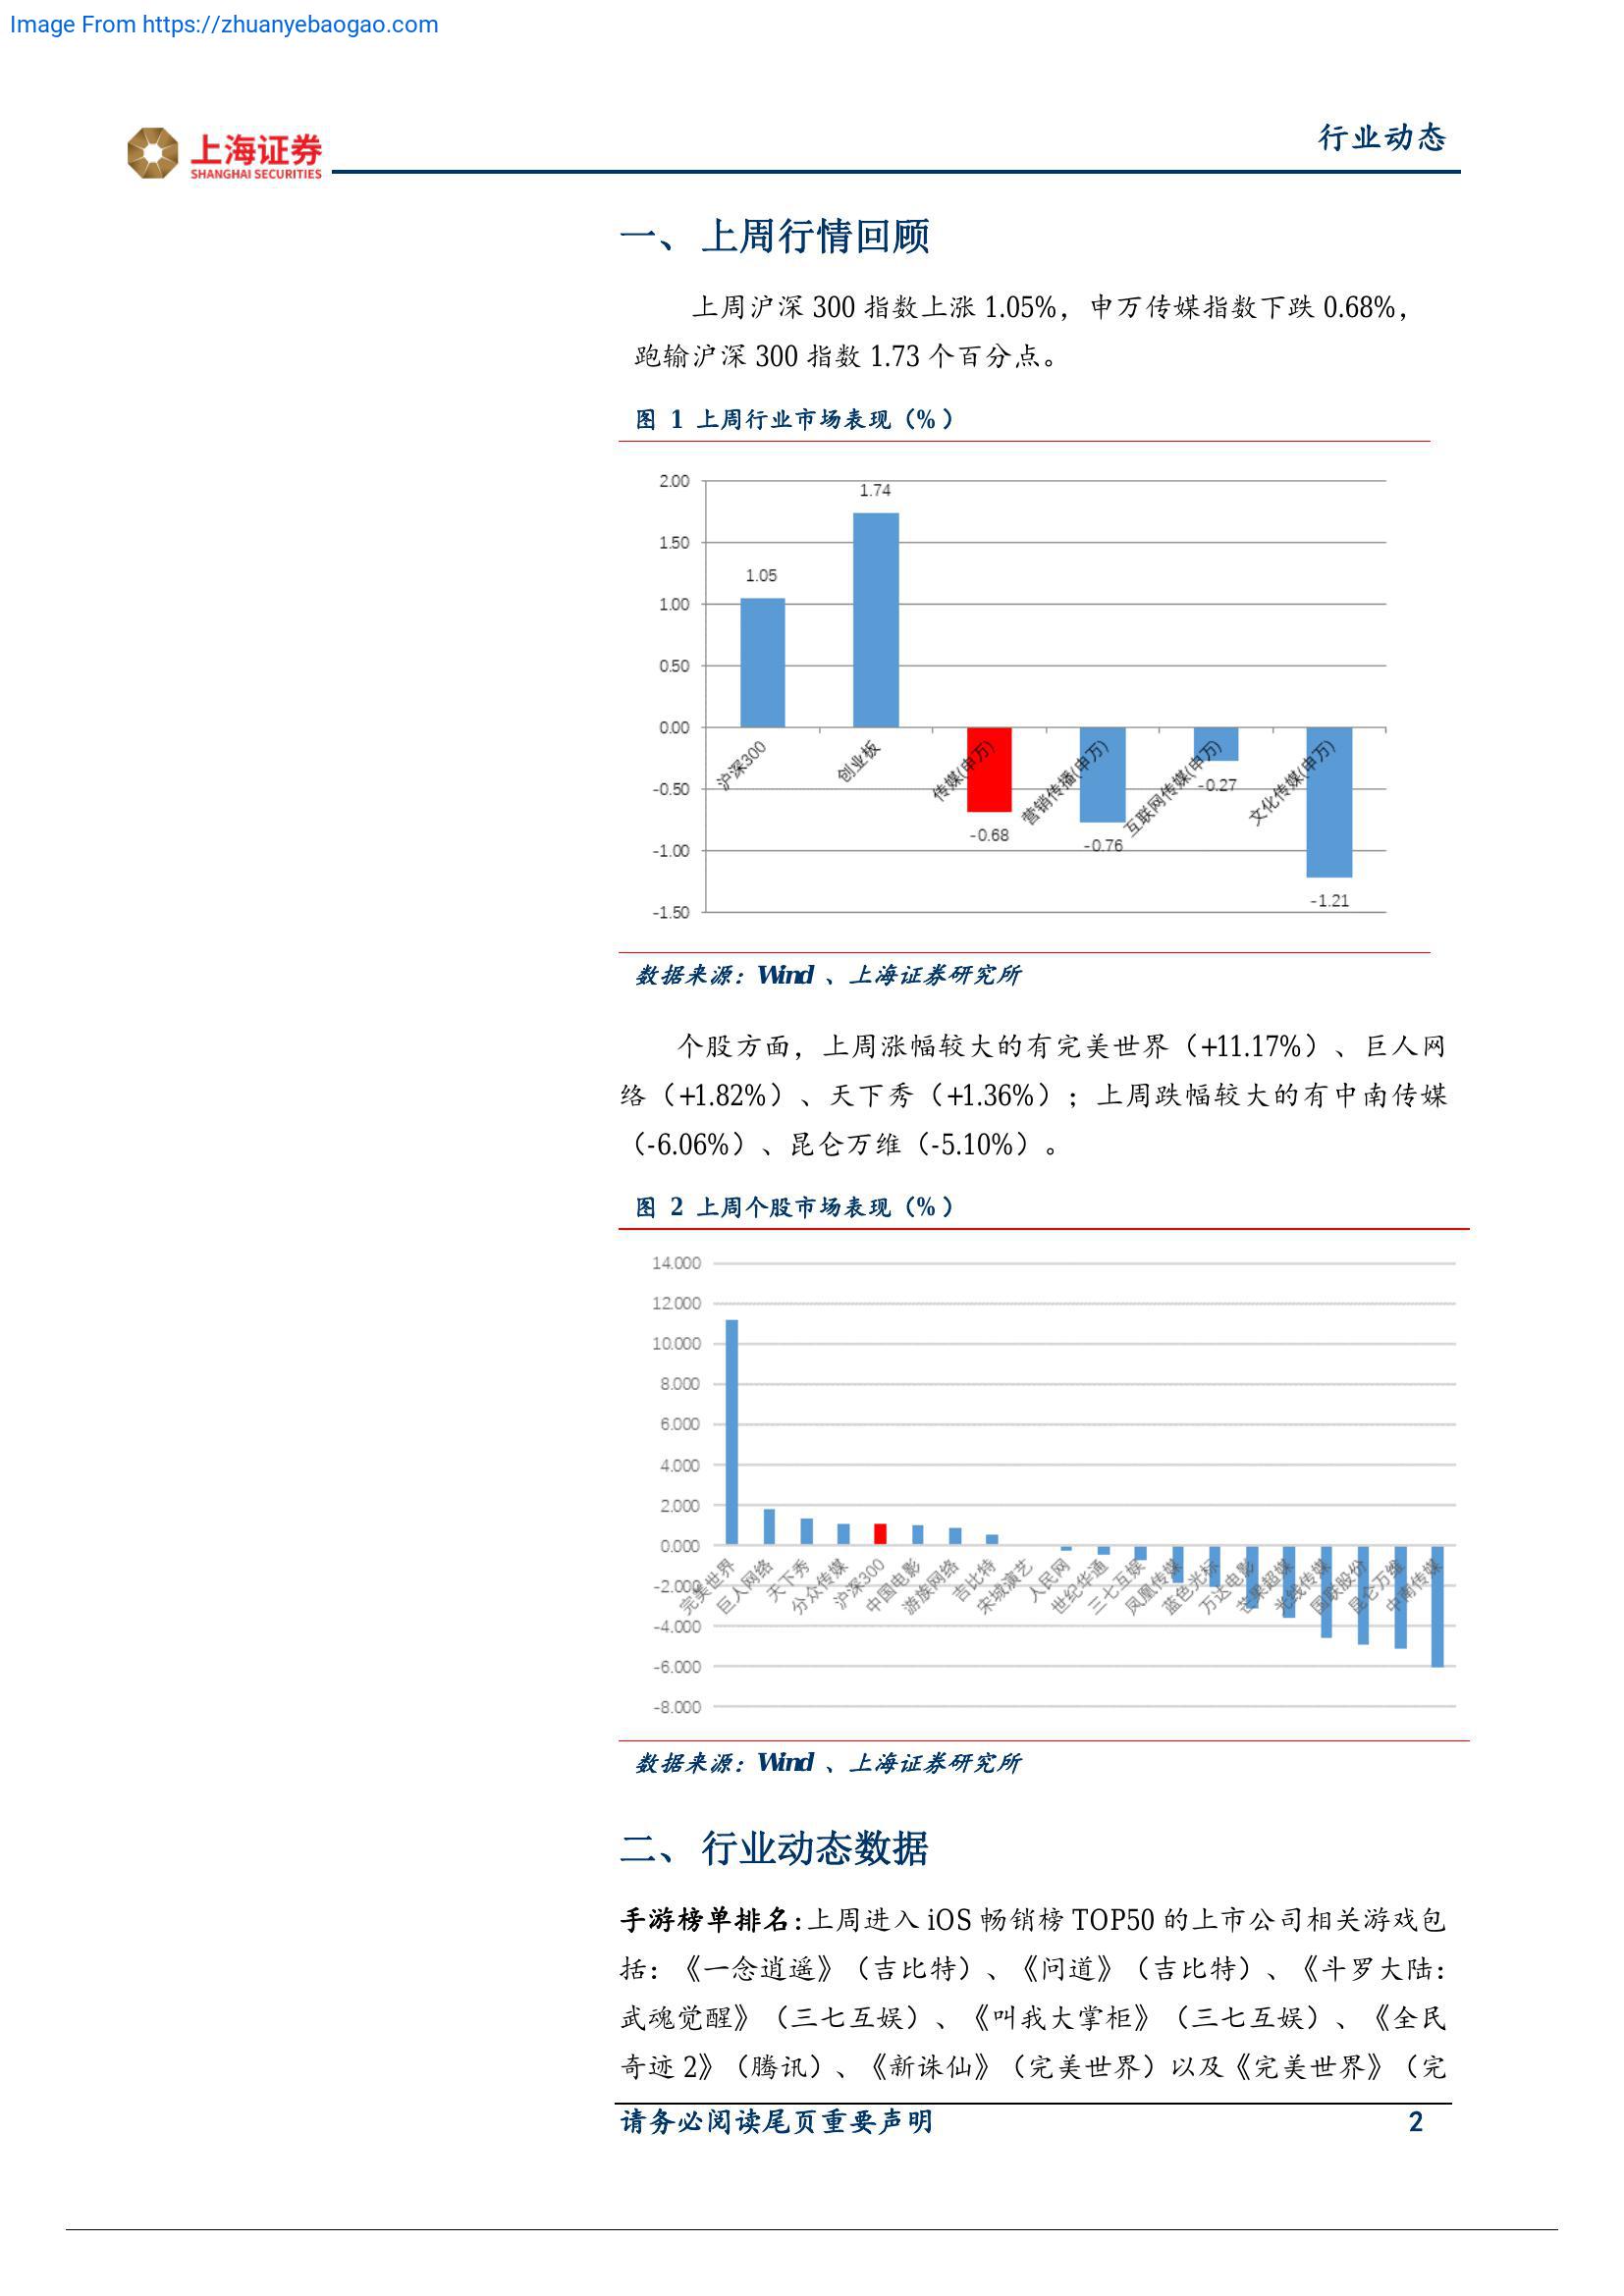 Image From https://zhuanyebaogao.com
上海证券
SHANGHAI SECURITIES
行业动态
一、 上周行情回顾
上周沪深 300 指数上涨 1.05%，申万传媒指数下跌 0.68%，
跑输沪深 300 指数 1.73 个百分点。
图 1 上周行业市场表现（%）
2.00
1.50
1.00
0.50
0.00
-0.50
-1.00
-1.50
1.05
1.74
-0.68
-0.76
-0.27
-1.21
沪深300
创业板
传媒(申万)
营销传播(申万)
互联网传媒(申万)
文化传媒(申万)
数据来源：Wind 、上海证券研究所
个股方面，上周涨幅较大的有完美世界（+11.17%）、巨人网
络（+1.82%）、天下秀（+1.36%）；上周跌幅较大的有中南传媒
（-6.06%）、昆仑万维（-5.10%）。
图 2 上周个股市场表现（%）
14.000
12.000
10.000
8.000
6.000
4.000
2.000
0.000
-2.000
-4.000
-6.000
-8.000
完美世界
巨人网络
天下秀
分众传媒
沪深300
中国电影
游族网络
吉比特
宋城演艺
人民网
世纪华通
三七互娱
凤凰传媒
蓝色光标
万达电影
芒果超媒
光线传媒
国联股份
昆仑万维
中南传媒
数据来源：Wind 、上海证券研究所
二、 行业动态数据
手游榜单排名：上周进入 iOS 畅销榜 TOP50 的上市公司相关游戏包
括：《一念逍遥》（吉比特）、《问道》（吉比特）、《斗罗大陆：
武魂觉醒》（三七互娱）、《叫我大掌柜》（三七互娱）、《全民
奇迹 2》（腾讯）、《新诛仙》（完美世界）以及《完美世界》（完
请务必阅读尾页重要声明
2